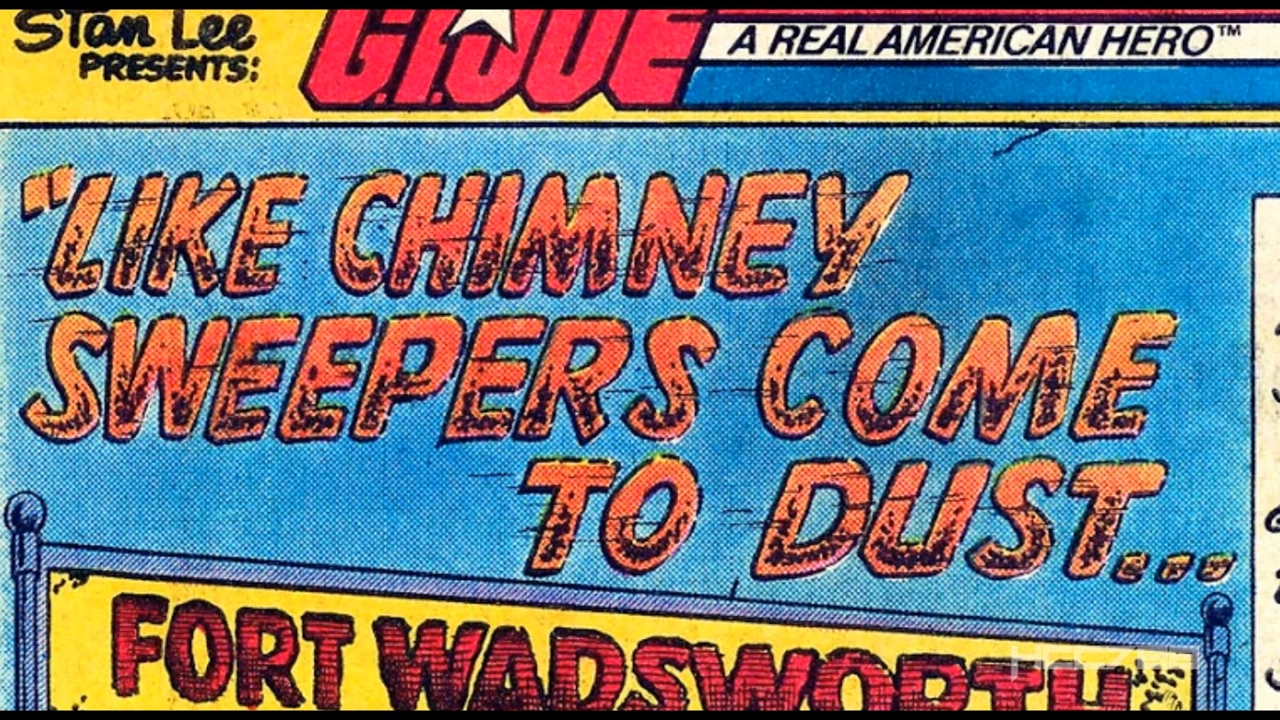 Stan Lee
PRESENTS:
G.I. JOE
A REAL AMERICAN HERO™
"LIKE CHIMNEY
SWEEPERS COME
TO DUST...
FORT WADSWORTH